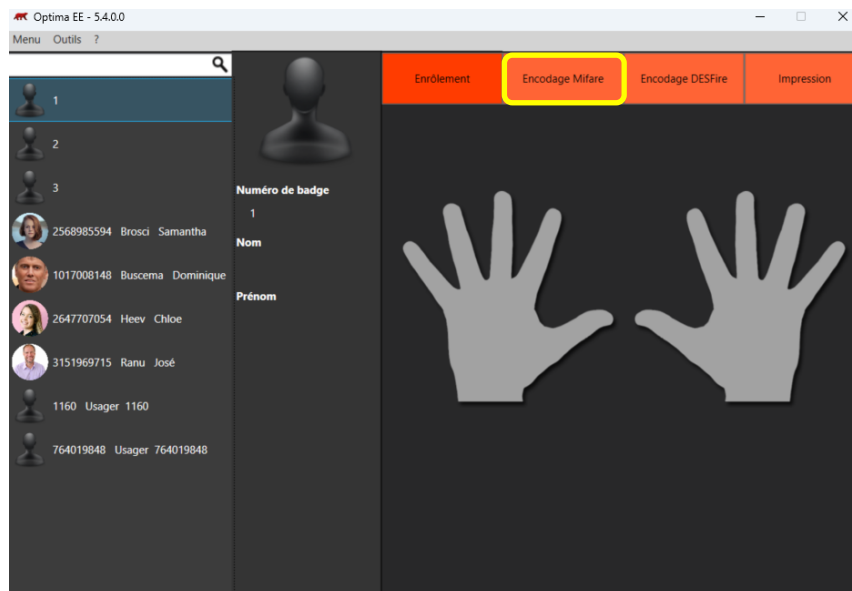 Optima EE - 5.4.0.0
Menu Outils ?
Enrôlement Encodage Mifare Encodage DESFire Impression
1
2
3
2568985594 Brosci Samantha
1017008148 Buscema Dominique
2647707054 Heev Chloe
3151969715 Ranu José
1160 Usager 1160
764019848 Usager 764019848
Numéro de badge
1
Nom
Prénom